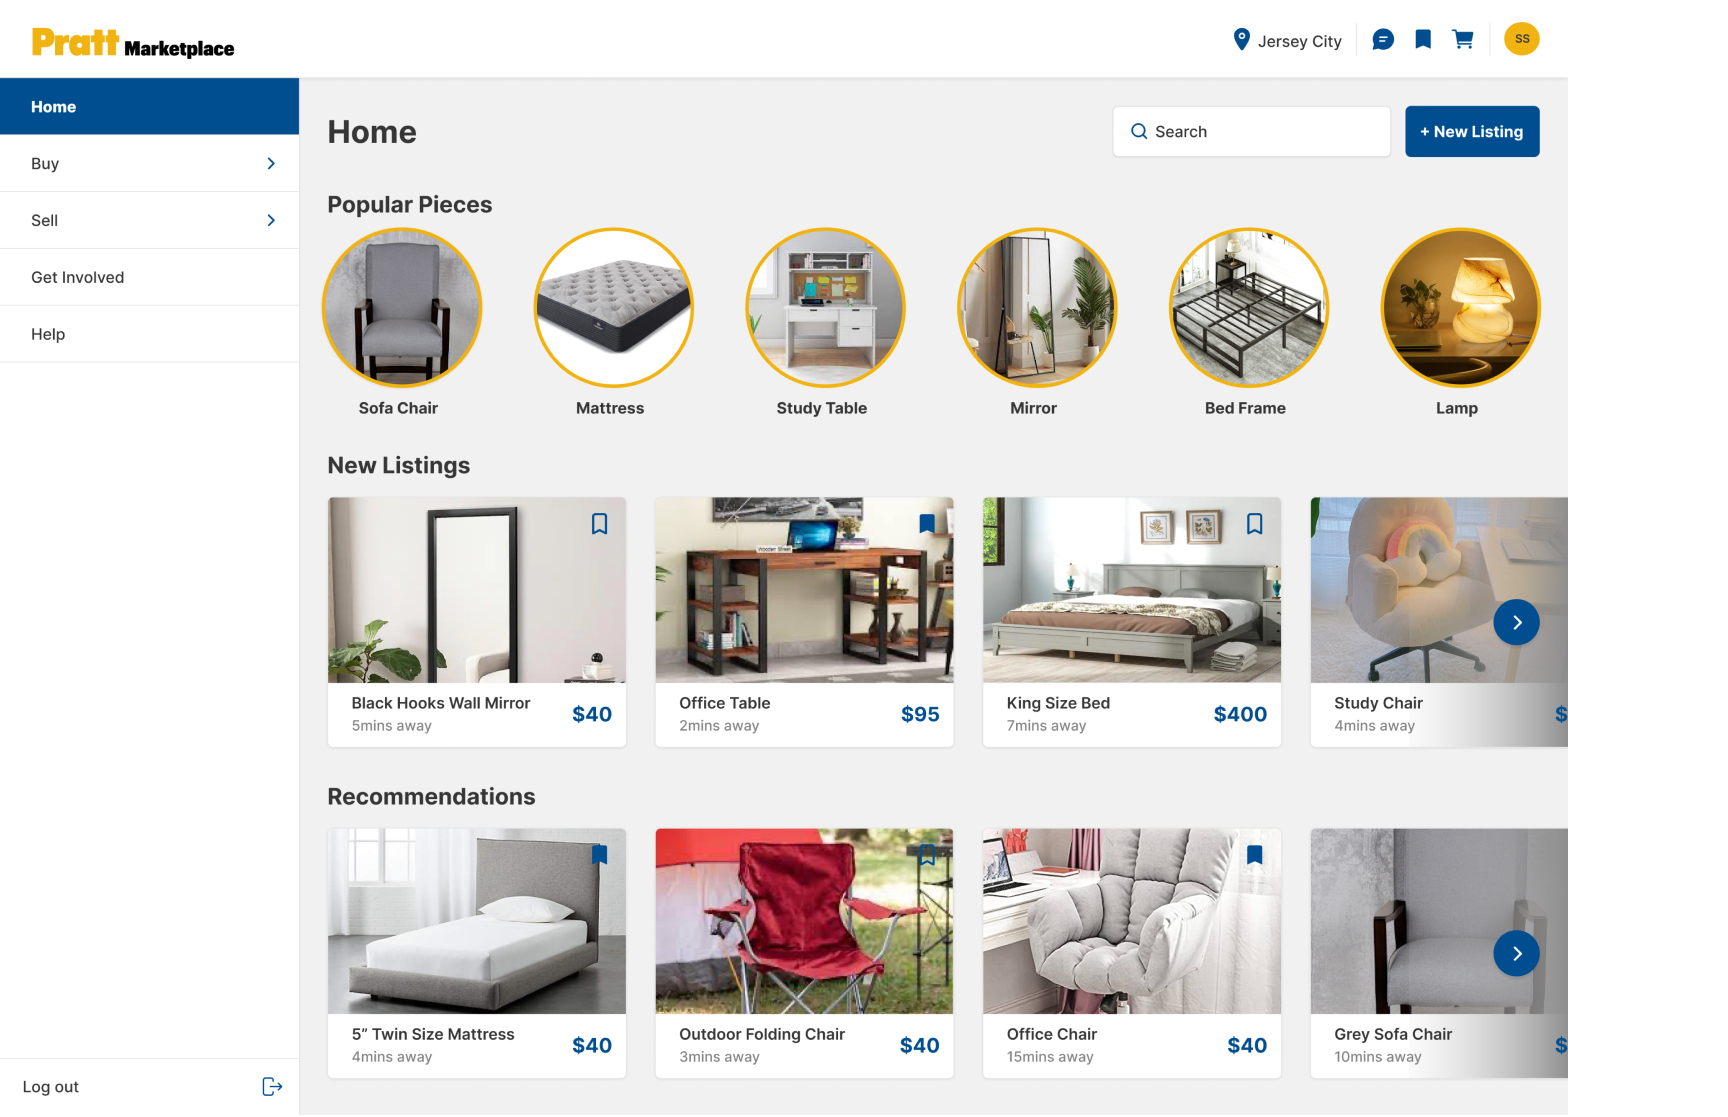 Pratt Marketplace
Jersey City
SS
Home
Buy
Sell
Get Involved
Help
Log out
Home
Search
+ New Listing
Popular Pieces
Sofa Chair
Mattress
Study Table
Mirror
Bed Frame
Lamp
New Listings
Black Hooks Wall Mirror
5mins away
$40
Wooden Street
Office Table
2mins away
$95
King Size Bed
7mins away
$400
Study Chair
4mins away
$
Recommendations
5” Twin Size Mattress
4mins away
$40
Outdoor Folding Chair
3mins away
$40
Office Chair
15mins away
$40
Grey Sofa Chair
10mins away
$